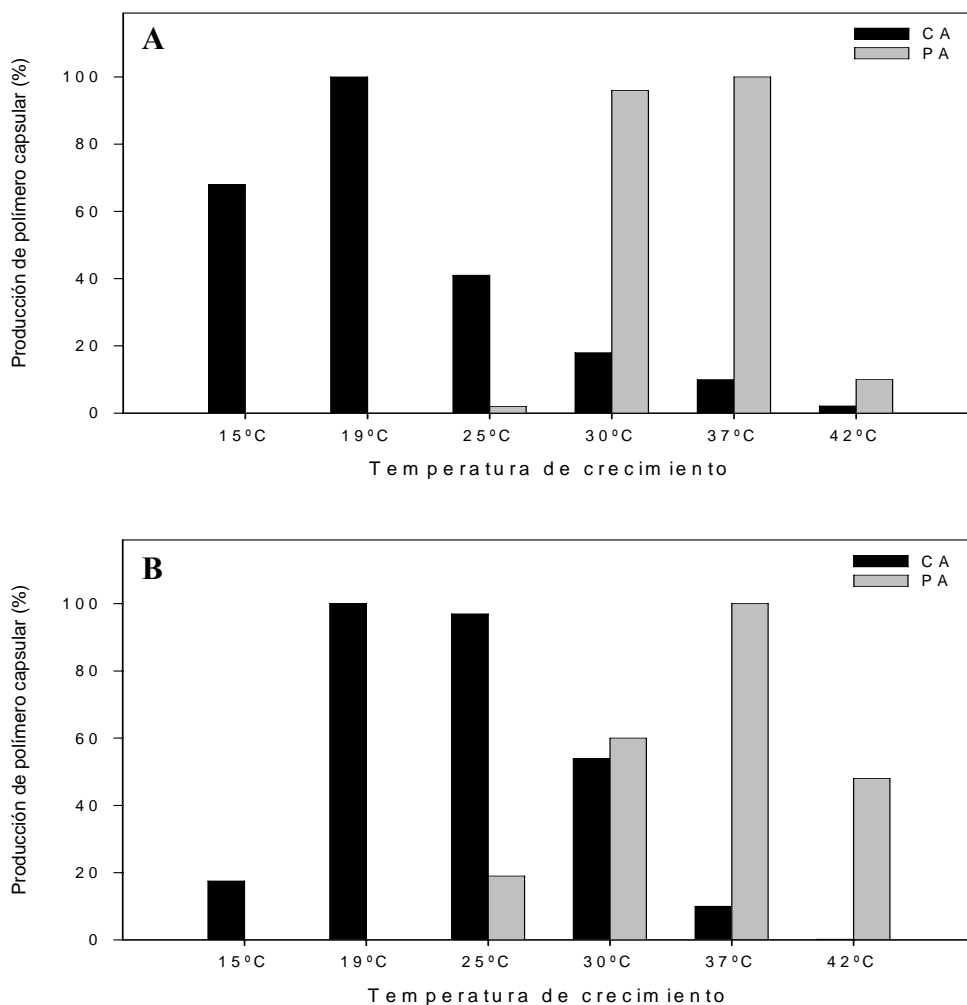 A
CA
PA
Producción de polímero capsular (%)
100
80
60
40
20
0
15ºC 19ºC 25ºC 30ºC 37ºC 42ºC
Temperatura de crecimiento
B
CA
PA
Producción de polímero capsular (%)
100
80
60
40
20
0
15ºC 19ºC 25ºC 30ºC 37ºC 42ºC
Temperatura de crecimiento